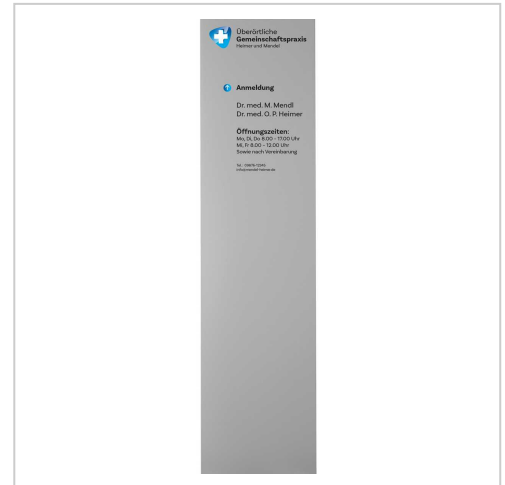 Überörtliche
Gemeinschaftspraxis
Heimer und Mendel
Anmeldung
Dr. med. M. Mendl
Dr. med. O. P. Heimer
Öffnungszeiten:
Mo, Di, Do 8.00 - 17.00 Uhr
Mi, Fr 8.00 - 12.00 Uhr
Sowie nach Vereinbarung